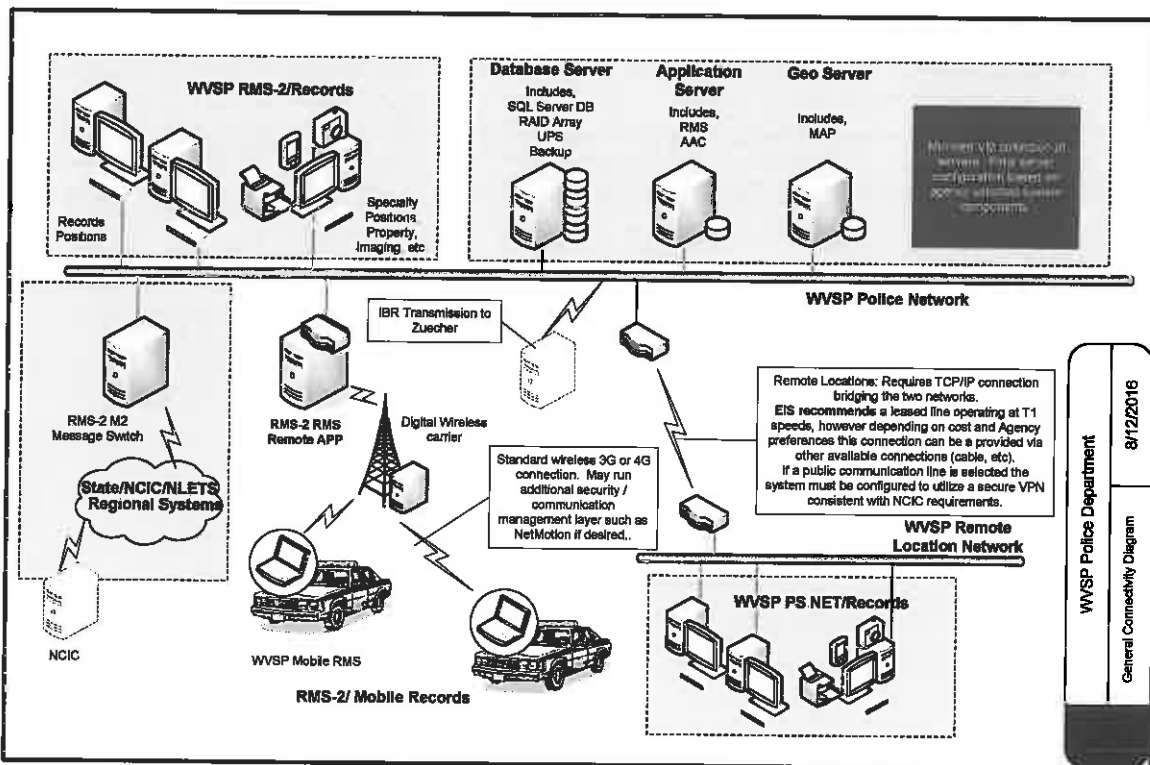 WVSP RMS-2/Records
Records
Positions
Specialty
Positions
Property,
Imaging, etc
Database Server
Includes,
SQL Server DB
RAID Array
UPS
Backup
Application
Server
Includes,
RMS
AAC
Geo Server
Includes,
MAP
servers. Final server
configuration based on
components.
WVSP Police Network
RMS-2 M2
Message Switch
State/NCIC/NLETS
Regional Systems
NCIC
RMS-2 RMS
Remote APP
IBR Transmission to
Zuecher
Digital Wireless
carrier
Standard wireless 3G or 4G
connection. May run
additional security /
communication
management layer such as
NetMotion if desired..
Remote Locations: Requires TCP/IP connection
bridging the two networks.
EIS recommends a leased line operating at T1
speeds, however depending on cost and Agency
preferences this connection can be a provided via
other available connections (cable, etc).
If a public communication line is selected the
system must be configured to utilize a secure VPN
consistent with NCIC requirements.
WVSP Remote
Location Network
WVSP PS.NET/Records
WVSP Mobile RMS
RMS-2/ Mobile Records
WVSP Police Department
General Connectivity Diagram
8/12/2016